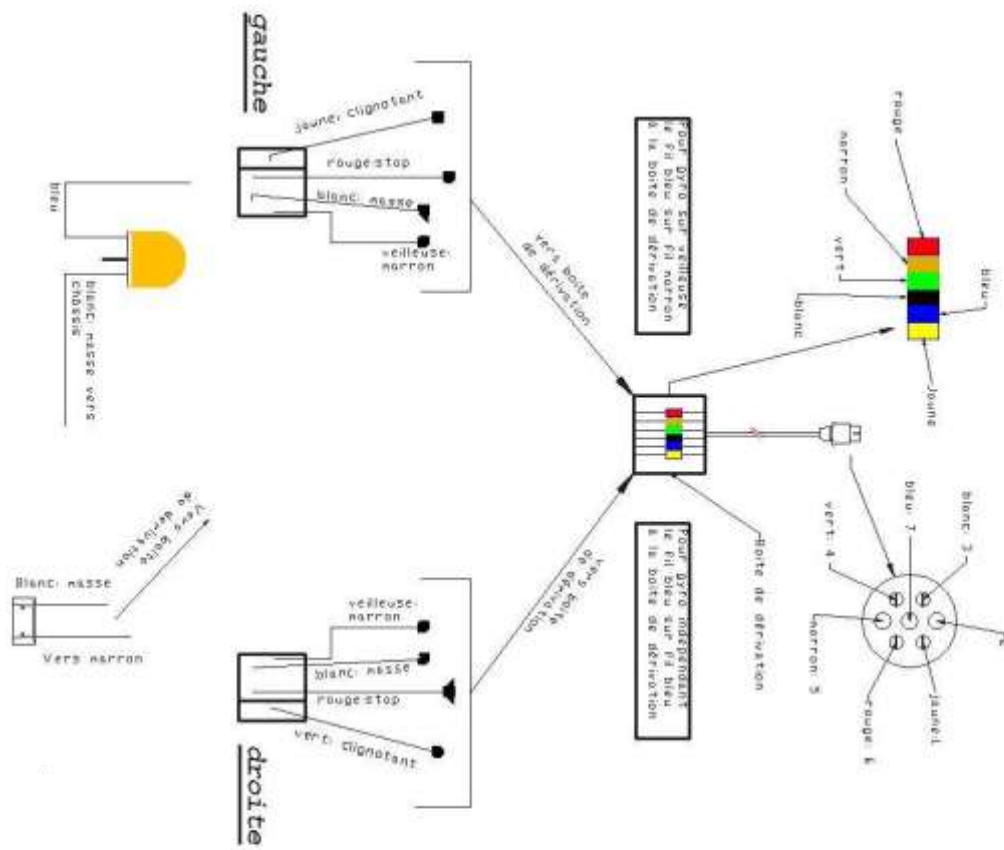 gauche
jaune: clignotant
rouge:stop
blanc: masse
veilleuse:
marron
bleu
blanc: masse vers
châssis
vers boite
de dérivation
Pour gyro sur veilleuse
le fil bleu sur fil marron
à la boite de dérivation
rouge
marron
vert
blanc
bleu
Jaune
Pour gyro indépendant
le fil bleu sur fil bleu
à la boite de dérivation
Boite de dérivation
bleu: 7
blanc: 3
vert: 4
marron: 5
rouge: 6
jaune:1
2
Vers boite
de dérivation
Blanc: masse
Vers marron
vers boite
de dérivation
veilleuse:
marron
blanc: masse
rouge:stop
vert: clignotant
droite